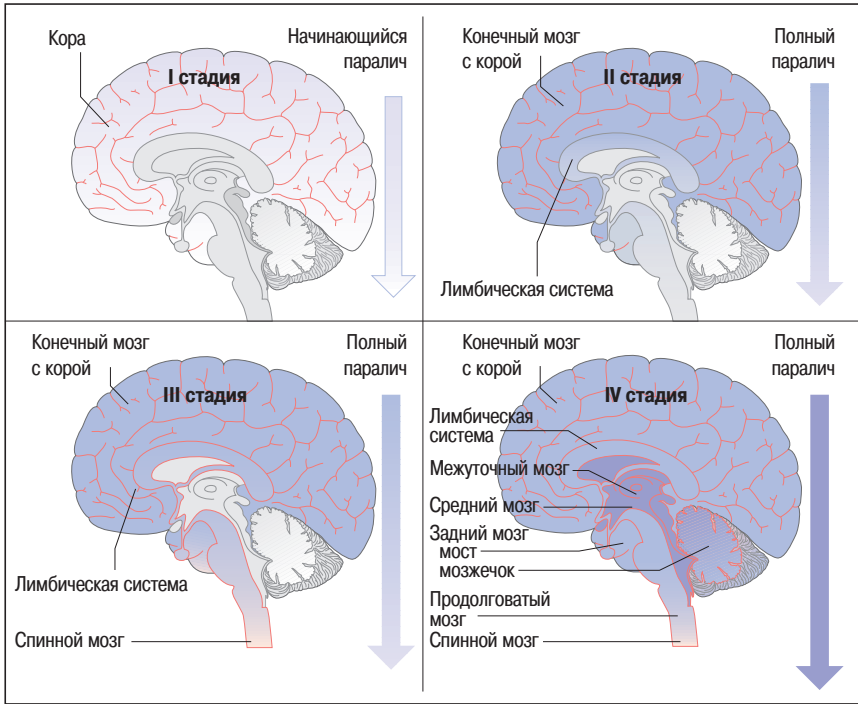 Кора
Начинающийся
паралич
I стадия
Конечный мозг
с корой
Полный
паралич
II стадия
Лимбическая система
Конечный мозг
с корой
Полный
паралич
III стадия
Лимбическая система
Спинной мозг
Конечный мозг
с корой
Полный
паралич
IV стадия
Лимбическая
система
Межуточный мозг
Средний мозг
Задний мозг
мост
мозжечок
Продолговатый
мозг
Спинной мозг